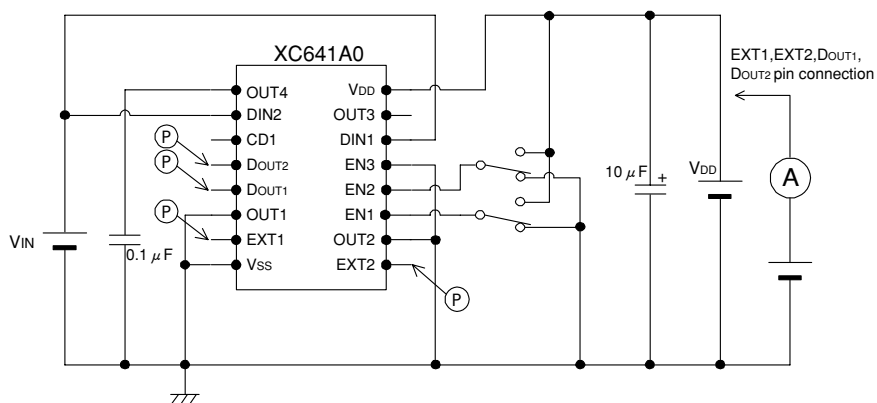 XC641A0
EXT1,EXT2,DOUT1,
DOUT2 pin connection
OUT4
DIN2
CD1
DOUT2
DOUT1
OUT1
EXT1
VSS
VDD
OUT3
DIN1
EN3
EN2
EN1
OUT2
EXT2
P
P
P
P
VIN
0.1 μF
10 μF
+
VDD
A